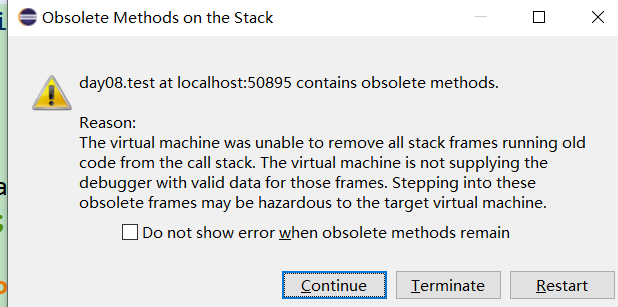 Obsolete Methods on the Stack
day08.test at localhost:50895 contains obsolete methods.
Reason:
The virtual machine was unable to remove all stack frames running old
code from the call stack. The virtual machine is not supplying the
debugger with valid data for those frames. Stepping into these
obsolete frames may be hazardous to the target virtual machine.
Do not show error when obsolete methods remain
Continue Terminate Restart